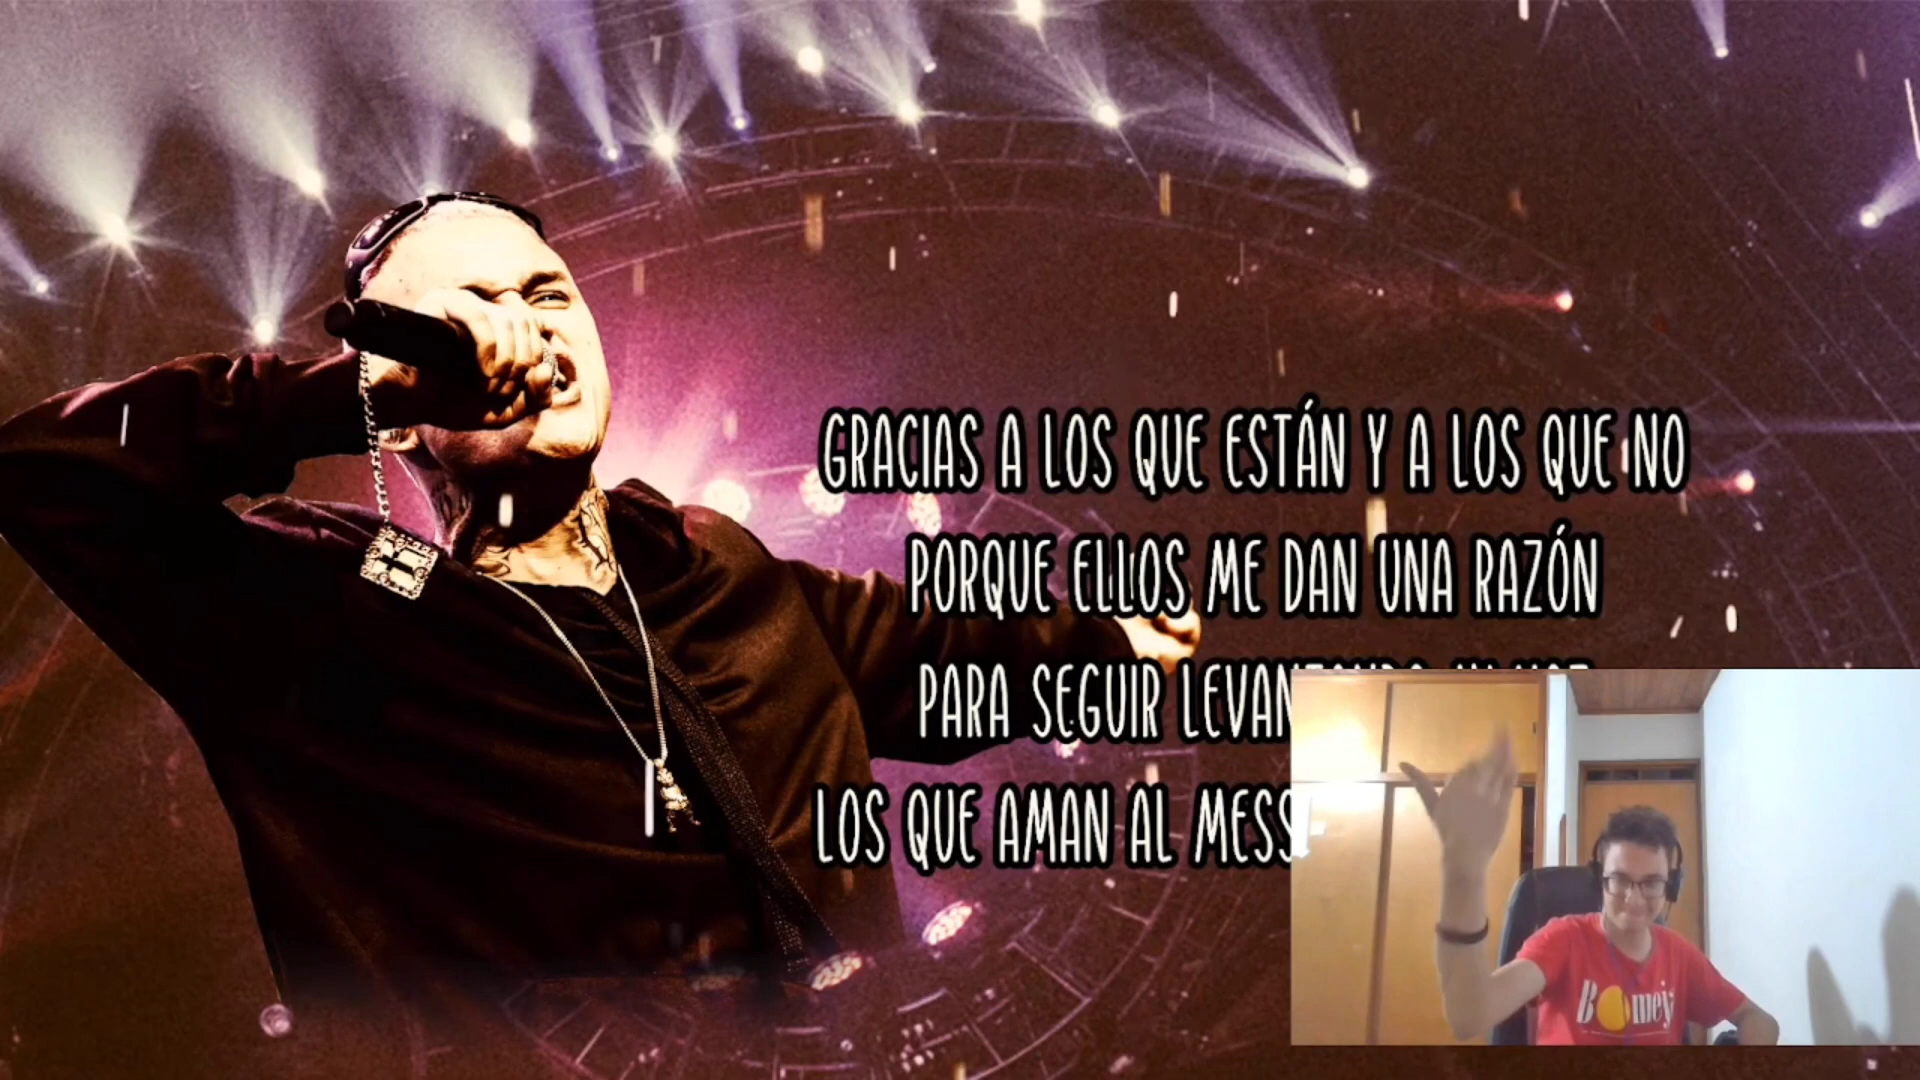 GRACIAS A LOS QUE ESTÁN Y A LOS QUE NO
PORQUE ELLOS ME DAN UNA RAZÓN
PARA SEGUIR
LOS QUE AMAN AL